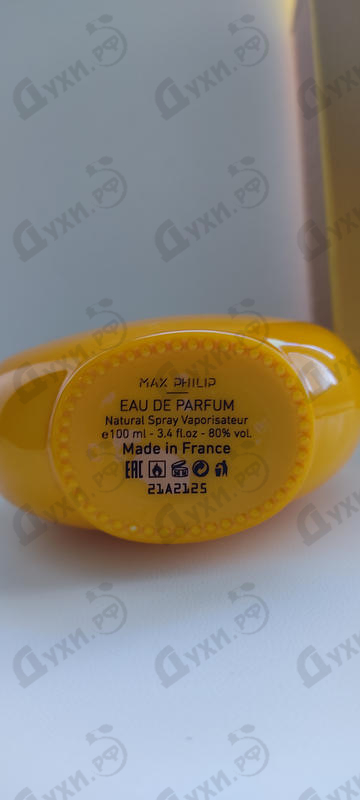 MAX PHILIP
EAU DE PARFUM
Natural Spray Vaporisateur
e100 ml - 3.4 fl.oz - 80% vol.
Made in France
EAC
21A2125
Духи.рф